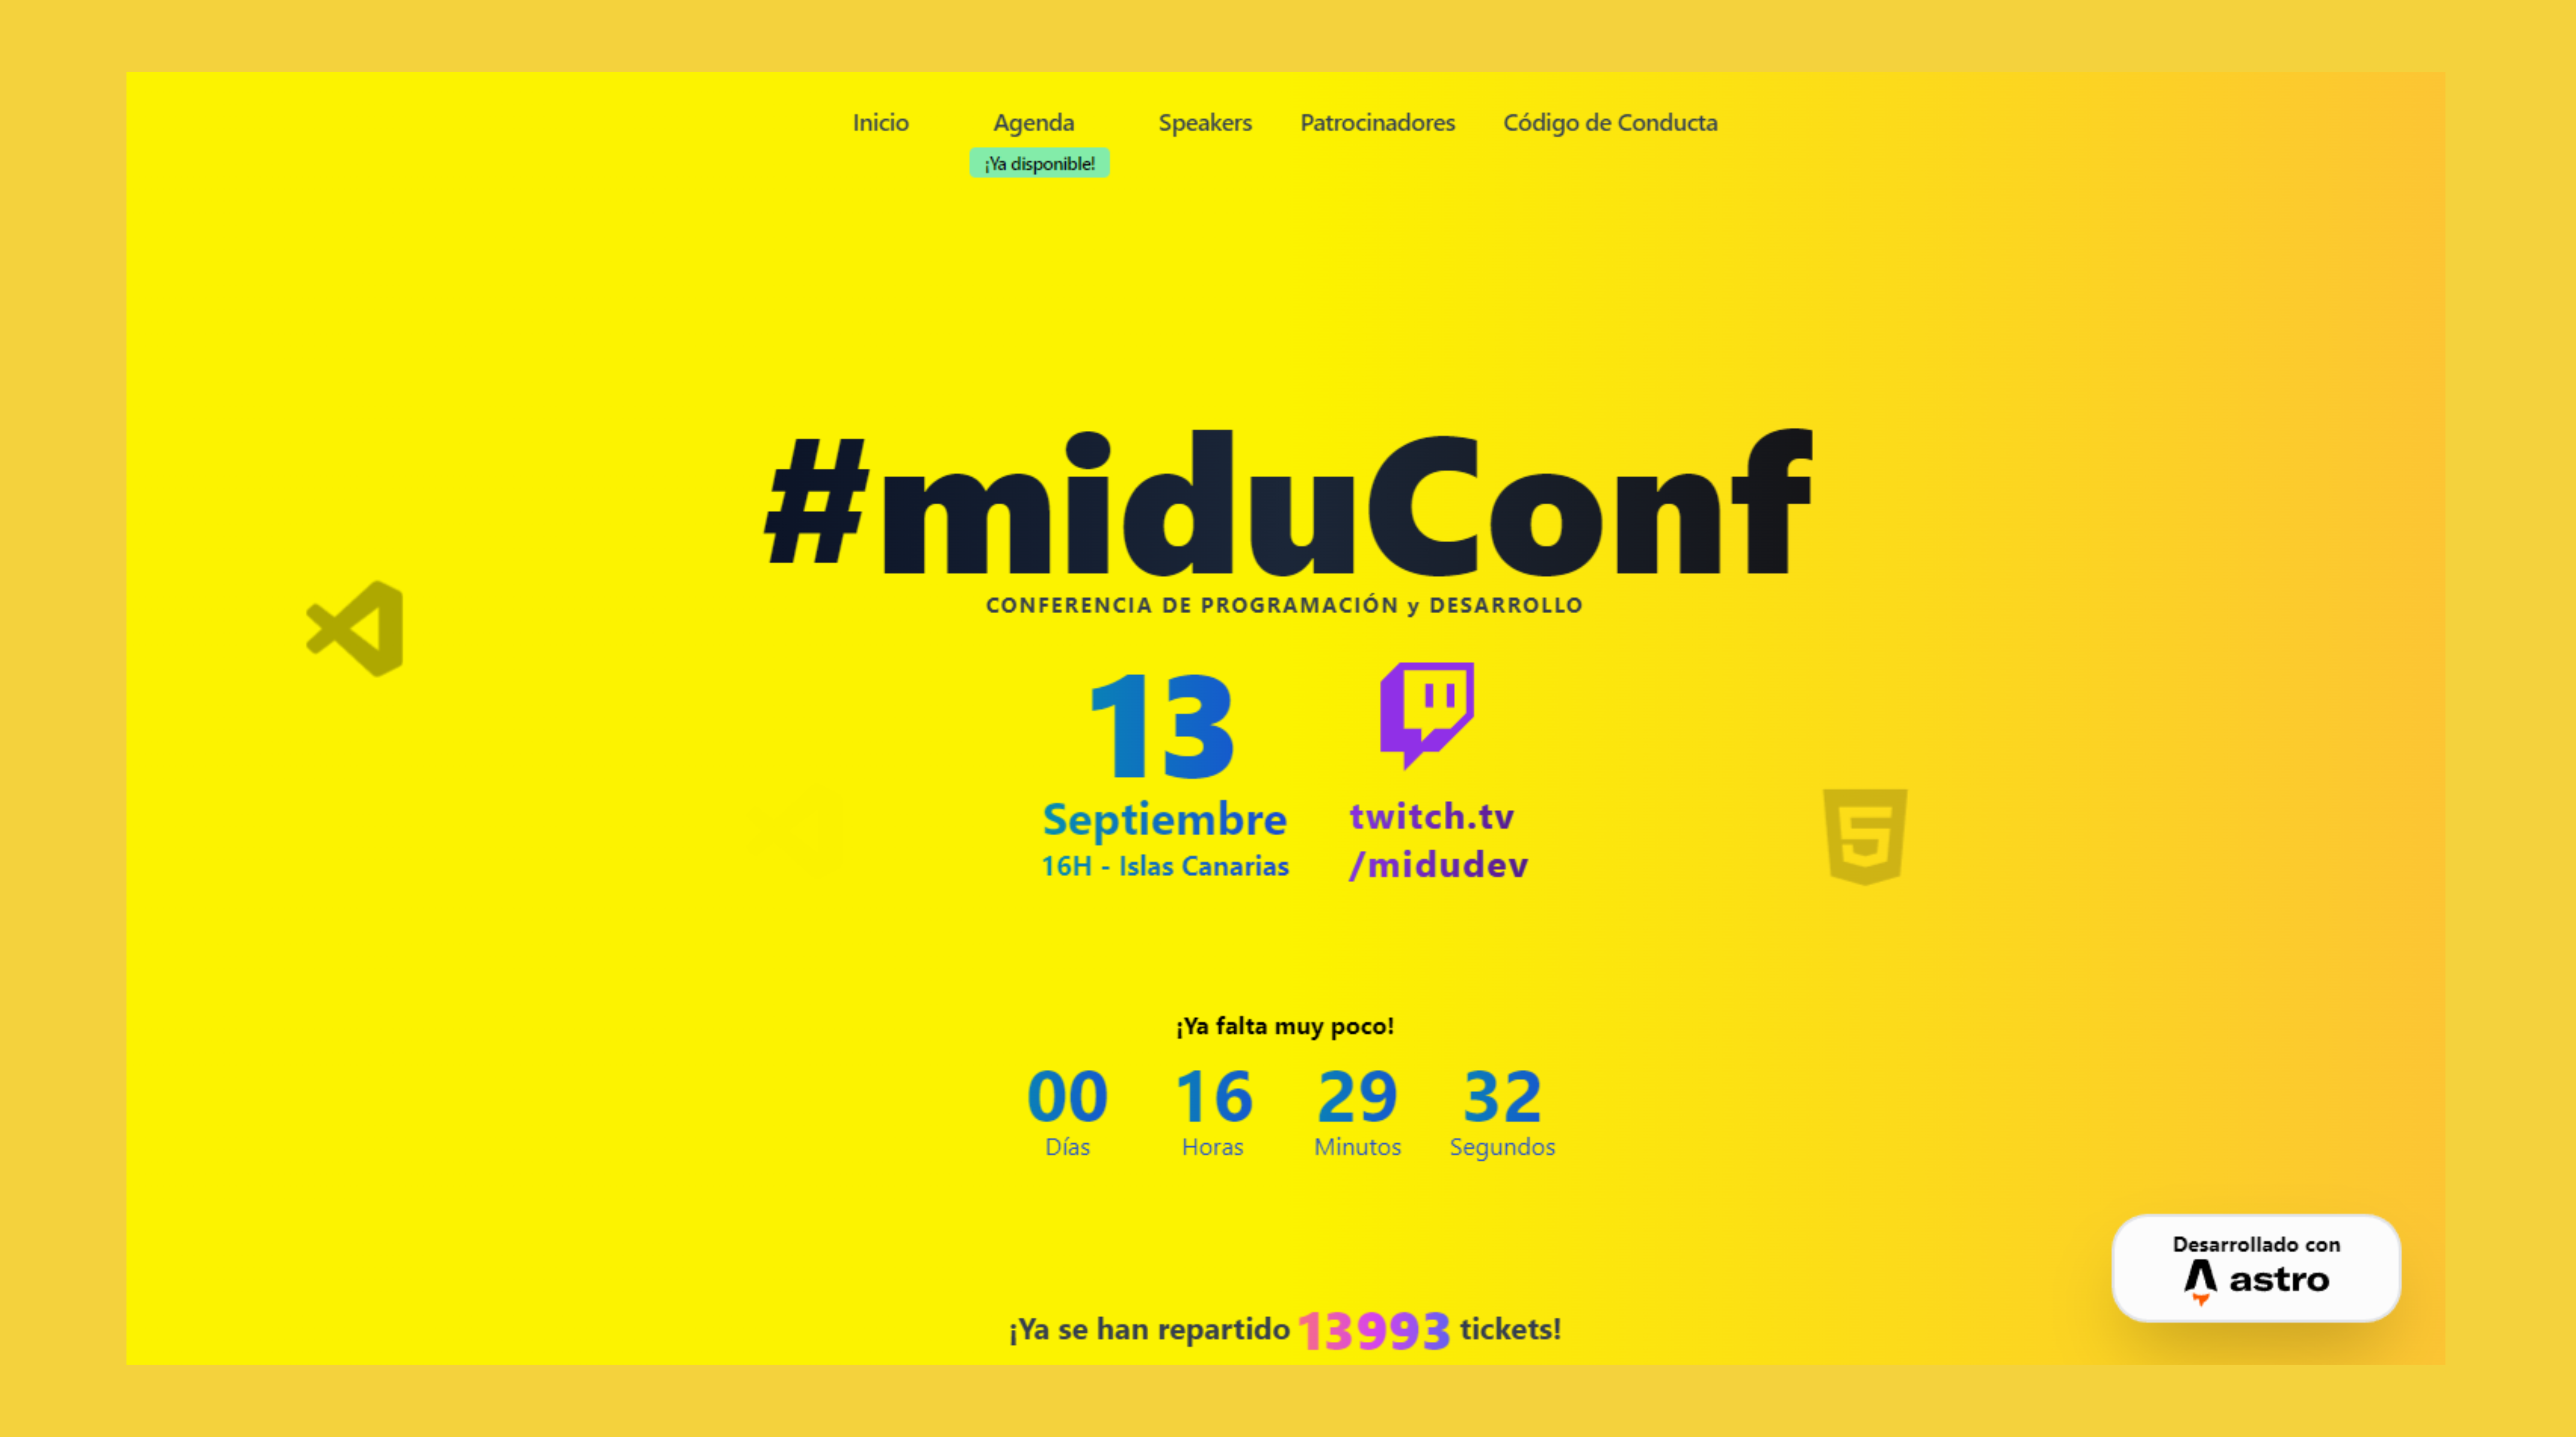 Inicio Agenda Speakers Patrocinadores Código de Conducta
¡Ya disponible!
#miduConf
CONFERENCIA DE PROGRAMACIÓN y DESARROLLO
13
Septiembre
16H - Islas Canarias
twitch.tv
/midudev
¡Ya falta muy poco!
00 16 29 32
Días Horas Minutos Segundos
¡Ya se han repartido 13993 tickets!
Desarrollado con
astro